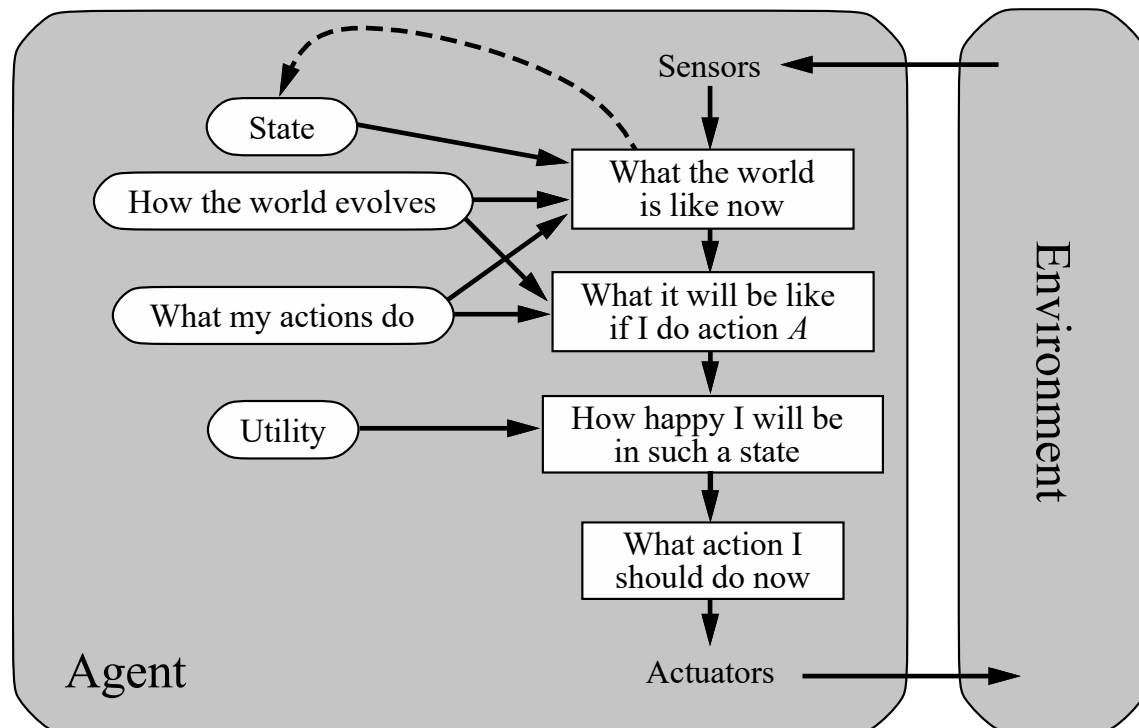 Sensors
State
What the world
is like now
How the world evolves
What it will be like
if I do action A
What my actions do
How happy I will be
in such a state
Utility
What action I
should do now
Agent
Actuators
Environment